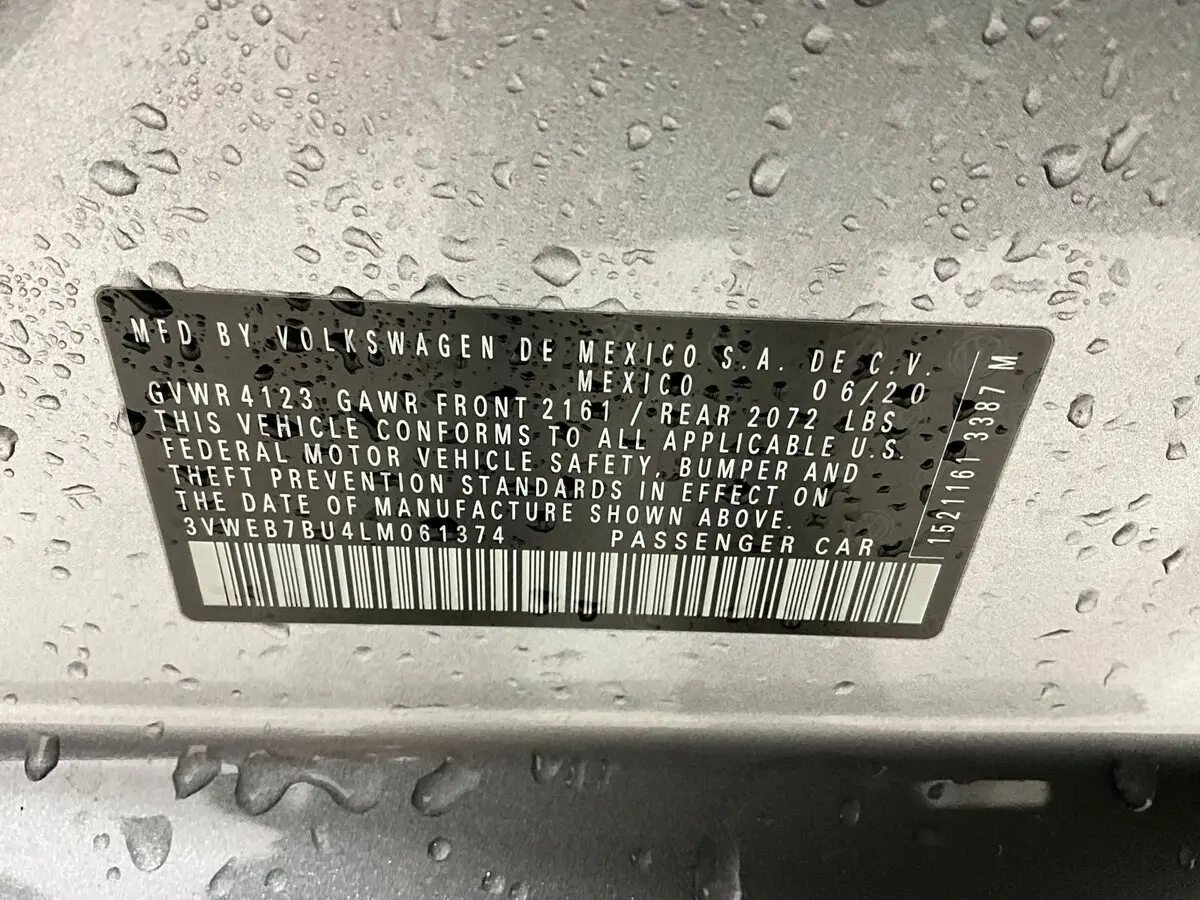 MFD BY VOLKSWAGEN DE MEXICO S.A. DE C.V.
MEXICO 06/20
GVWR 4123 GAWR FRONT 2161 / REAR 2072 LBS
THIS VEHICLE CONFORMS TO ALL APPLICABLE U.S.
FEDERAL MOTOR VEHICLE SAFETY, BUMPER AND
THEFT PREVENTION STANDARDS IN EFFECT ON
THE DATE OF MANUFACTURE SHOWN ABOVE.
3VWEB7BU4LM061374 PASSENGER CAR
1521161 3387 M